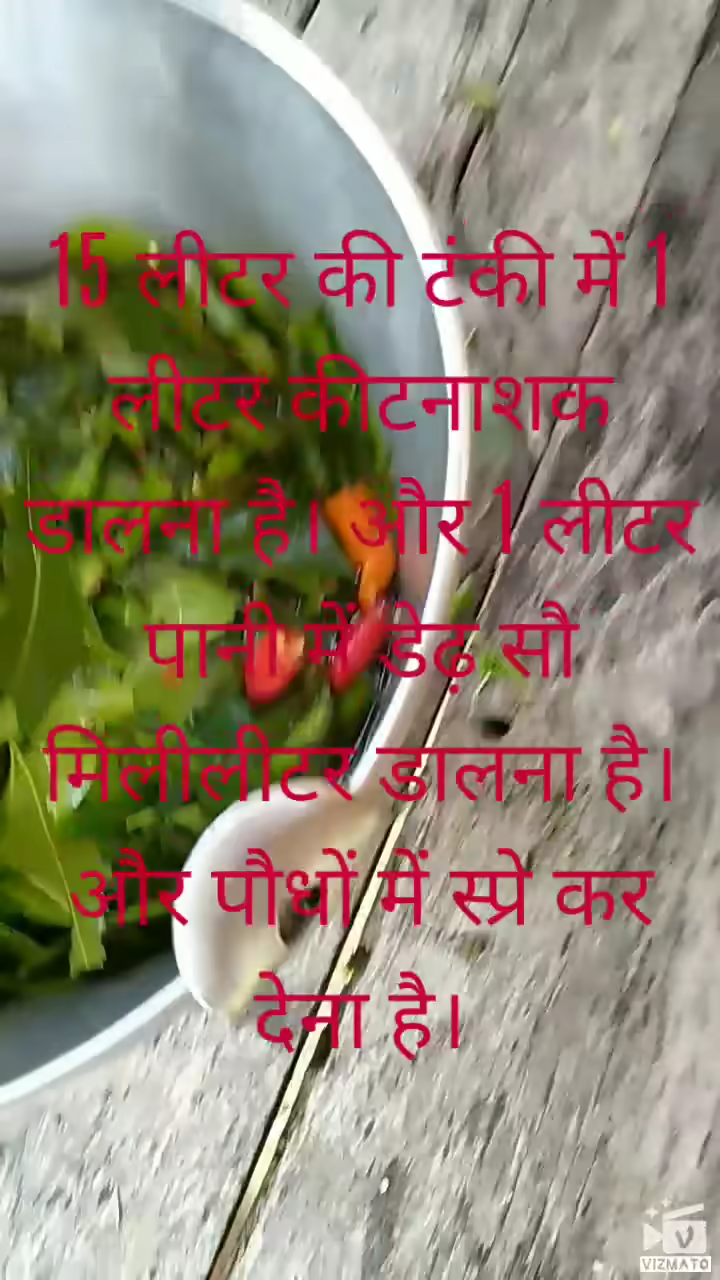 15 लीटर की टंकी में 1
लीटर कीटनाशक
डालना है। और 1 लीटर
पानी में डेढ़ सौ
मिलीलीटर डालना है।
और पौधों में स्प्रे कर
देना है।
V
VIZMATO